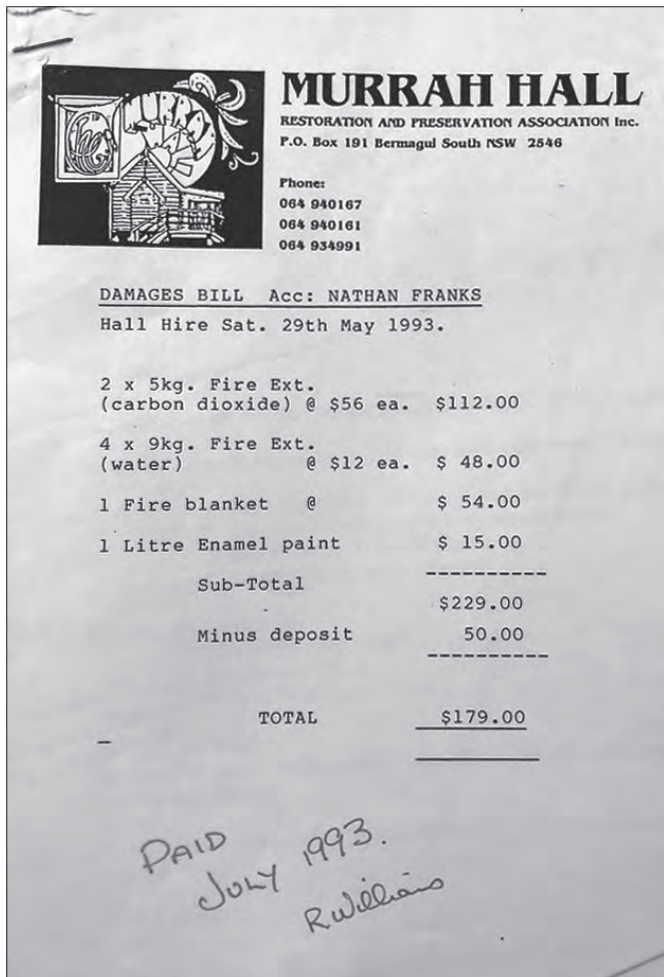 MURRAH
MURRAH HALL
RESTORATION AND PRESERVATION ASSOCIATION Inc.
P.O. Box 191 Bermagui South NSW 2546
Phone:
064 940167
064 940161
064 934991
DAMAGES BILL Acc: NATHAN FRANKS
Hall Hire Sat. 29th May 1993.
2 x 5kg. Fire Ext.
(carbon dioxide) @ $56 ea. $112.00
4 x 9kg. Fire Ext.
(water) @ $12 ea. $ 48.00
1 Fire blanket @ $ 54.00
1 Litre Enamel paint $ 15.00
----------
Sub-Total
$229.00
Minus deposit 50.00
----------
TOTAL $179.00
PAID
JULY 1993.
R Williams